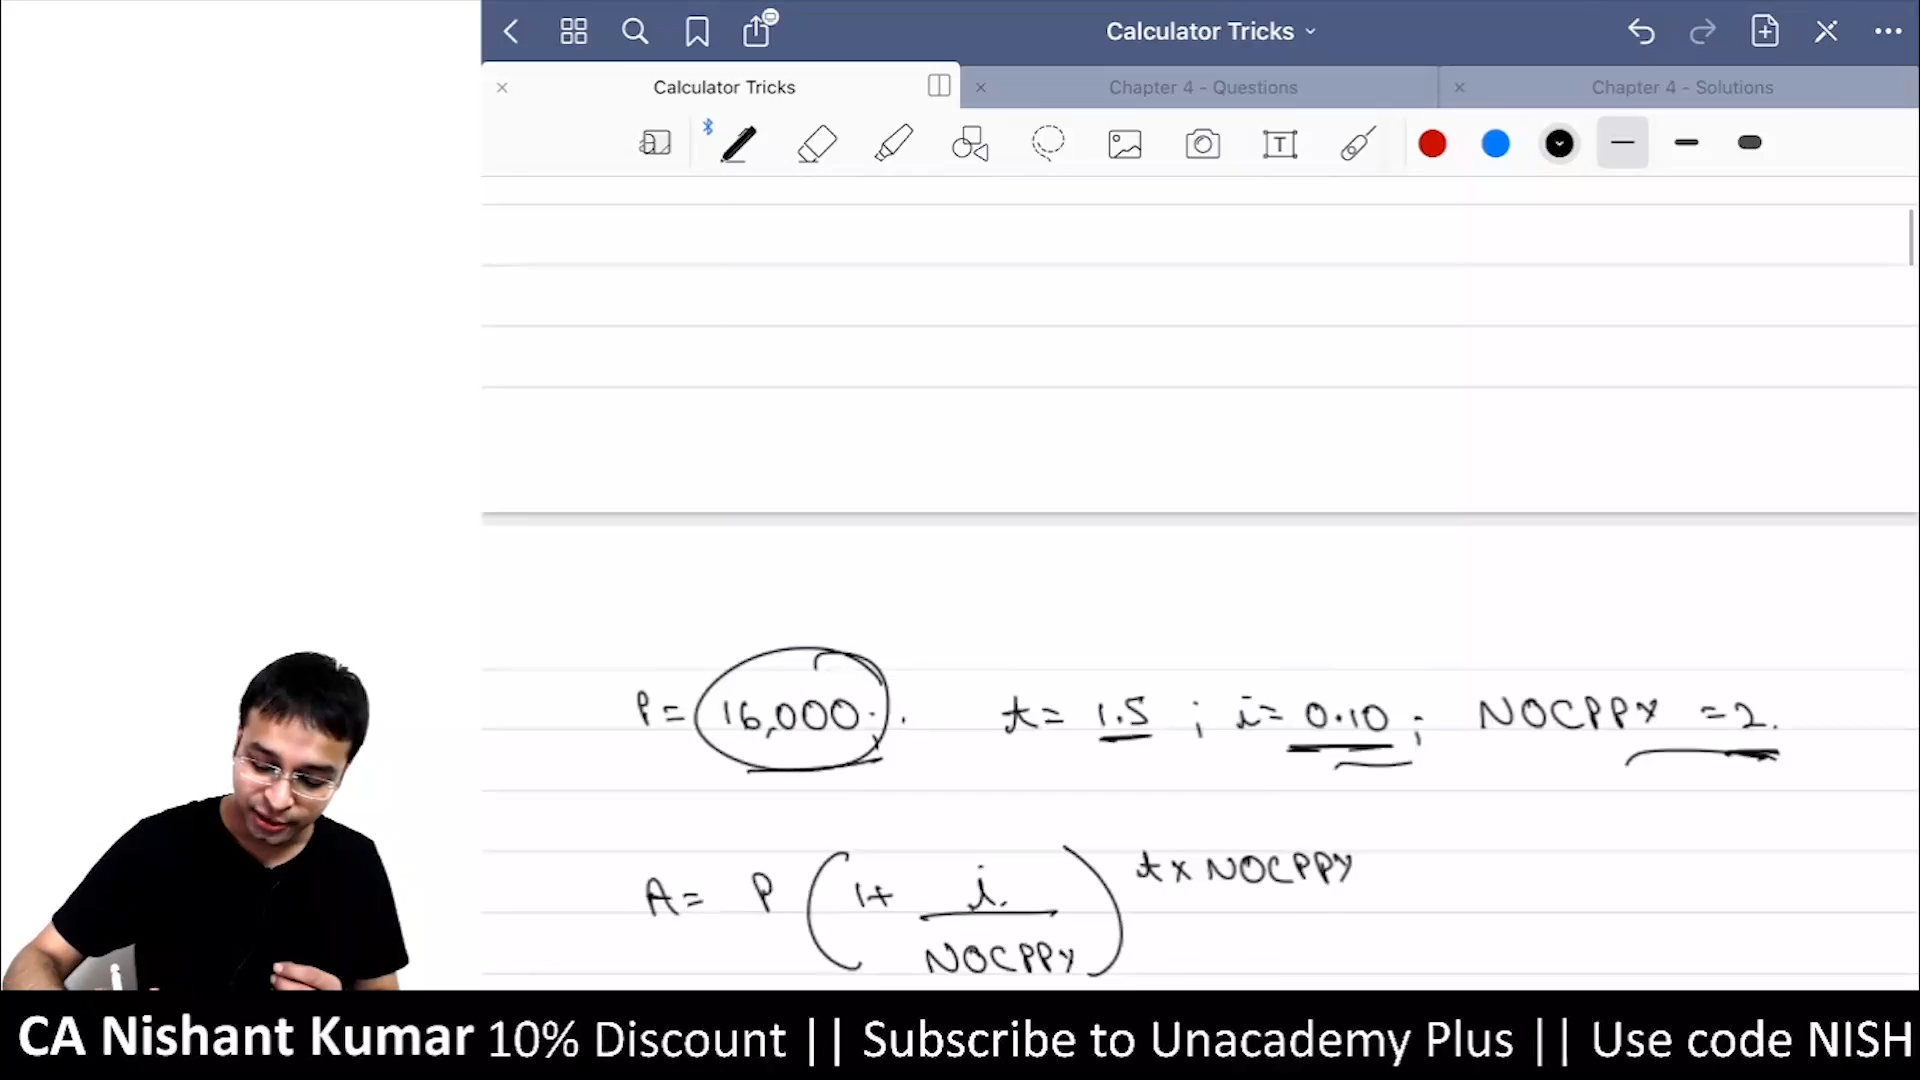 Calculator Tricks
Calculator Tricks
Chapter 4 - Questions
Chapter 4 - Solutions
a
T
P = 16,000. t = 1.5 ; i = 0.10 ; NOCPPY = 2.
A = P ( 1 + i / NOCPPY ) t x NOCPPY
CA Nishant Kumar 10% Discount || Subscribe to Unacademy Plus || Use code NISH